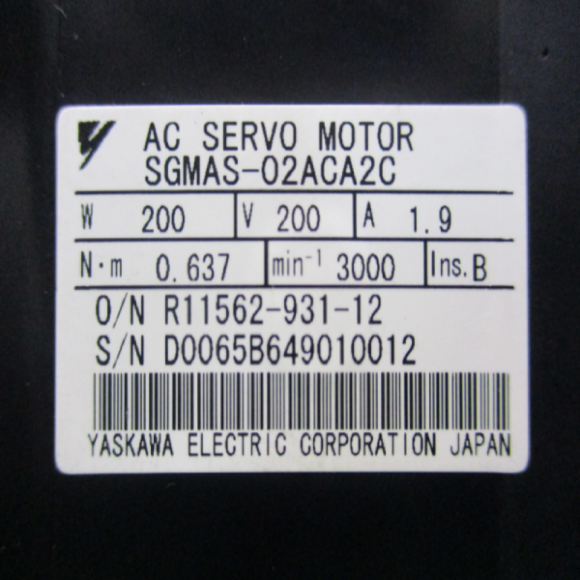 AC SERVO MOTOR
SGMAS-02ACA2C
W 200 V 200 A 1.9
N·m 0.637 min⁻¹ 3000 Ins. B
O/N R11562-931-12
S/N D0065B649010012
YASKAWA ELECTRIC CORPORATION JAPAN